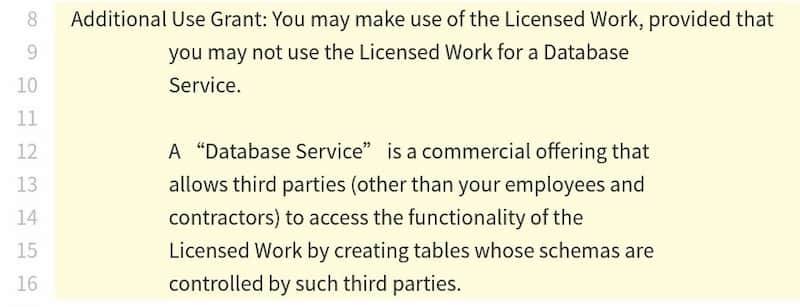 8 Additional Use Grant: You may make use of the Licensed Work, provided that
9 you may not use the Licensed Work for a Database
10 Service.
11
12 A “Database Service” is a commercial offering that
13 allows third parties (other than your employees and
14 contractors) to access the functionality of the
15 Licensed Work by creating tables whose schemas are
16 controlled by such third parties.